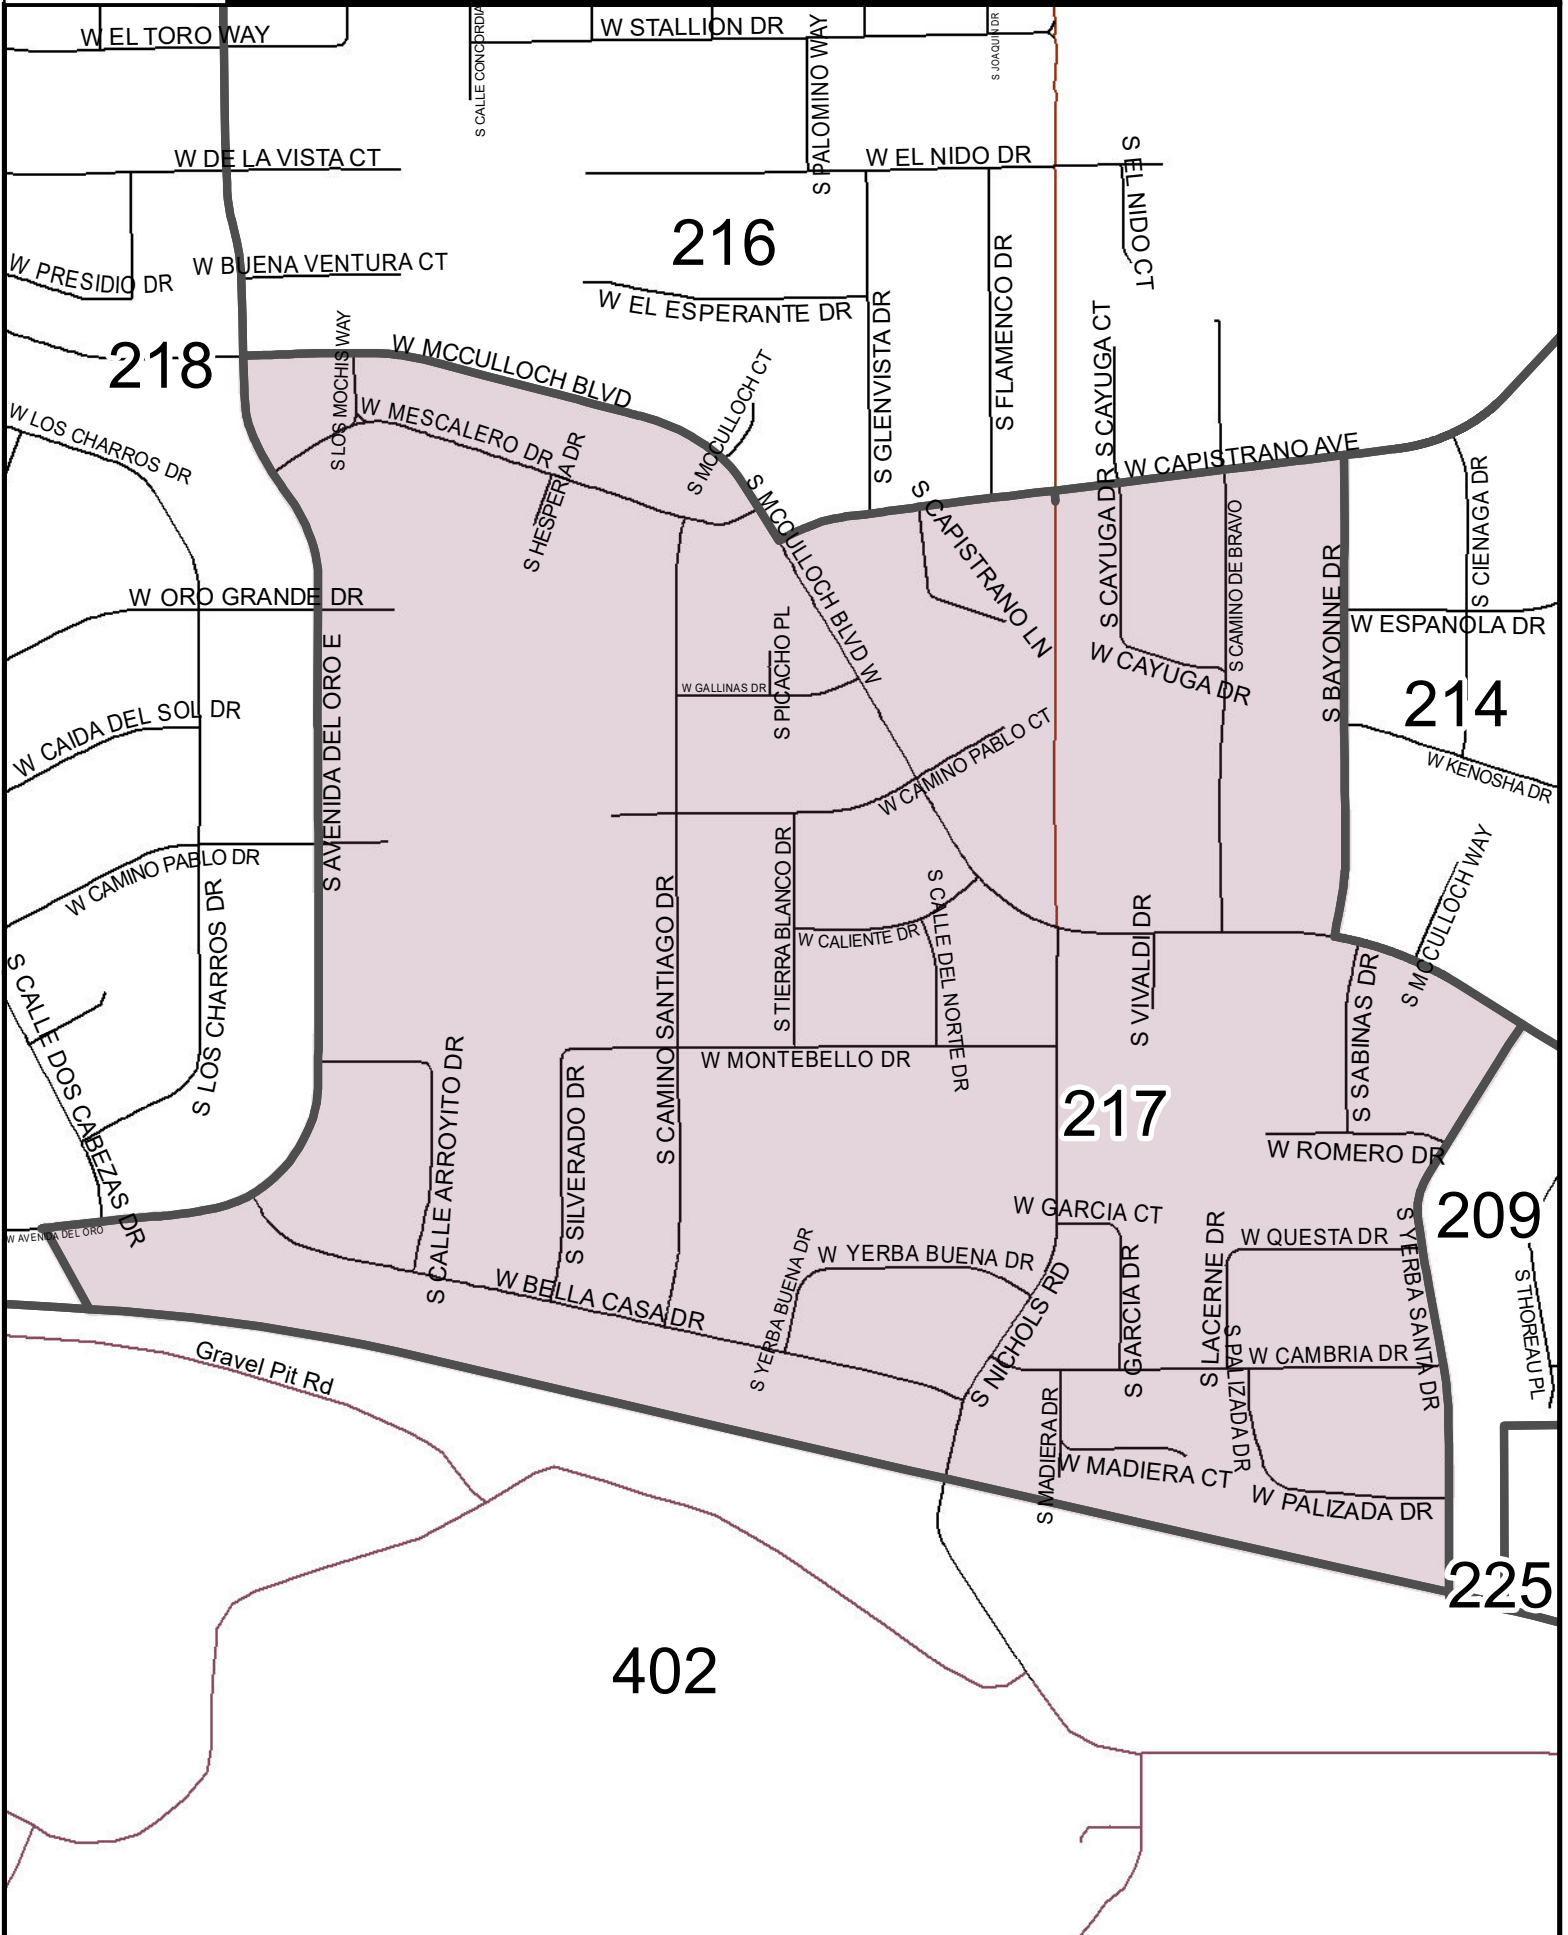 W EL TORO WAY
S CALLE CONCORDIA
W STALLION DR
S PALOMINO WAY
S JOAQUIN DR
W DE LA VISTA CT
W EL NIDO DR
S EL NIDO CT
216
W PRESIDIO DR
W BUENA VENTURA CT
W EL ESPERANTE DR
S GLENVISTA DR
S FLAMENCO DR
S CAYUGA CT
218
S LOS MOCHIS WAY
W MCCULLOCH BLVD
S MCCULLOCH CT
W LOS CHARROS DR
W MESCALERO DR
S HESPERIA DR
S MCCULLOCH BLVD W
W CAPISTRANO AVE
S CAPISTRANO LN
S CAYUGA DR
S CAMINO DE BRAVO
S CIENAGA DR
W ORO GRANDE DR
S AVENIDA DEL ORO E
S PICACHO PL
W GALLINAS DR
W CAYUGA DR
S BAYONNE DR
W ESPANOLA DR
214
W CAIDA DEL SOL DR
W CAMINO PABLO CT
W KENOSHA DR
W CAMINO PABLO DR
S LOS CHARROS DR
S CAMINO SANTIAGO DR
S TIERRA BLANCO DR
W CALIENTE DR
S CALLE DEL NORTE DR
S VIVALDI DR
S MCCULLOCH WAY
S SABINAS DR
S CALLE DOS CABEZAS DR
S CALLE ARROYITO DR
S SILVERADO DR
W MONTEBELLO DR
217
W ROMERO DR
209
W AVENIDA DEL ORO
W GARCIA CT
S GARCIA DR
S LACERNE DR
W QUESTA DR
S YERBA SANTA DR
S THOREAU PL
W BELLA CASA DR
S YERBA BUENA DR
W YERBA BUENA DR
S NICHOLS RD
W CAMBRIA DR
S PALIZADA DR
Gravel Pit Rd
S MADIERA DR
W MADIERA CT
W PALIZADA DR
225
402